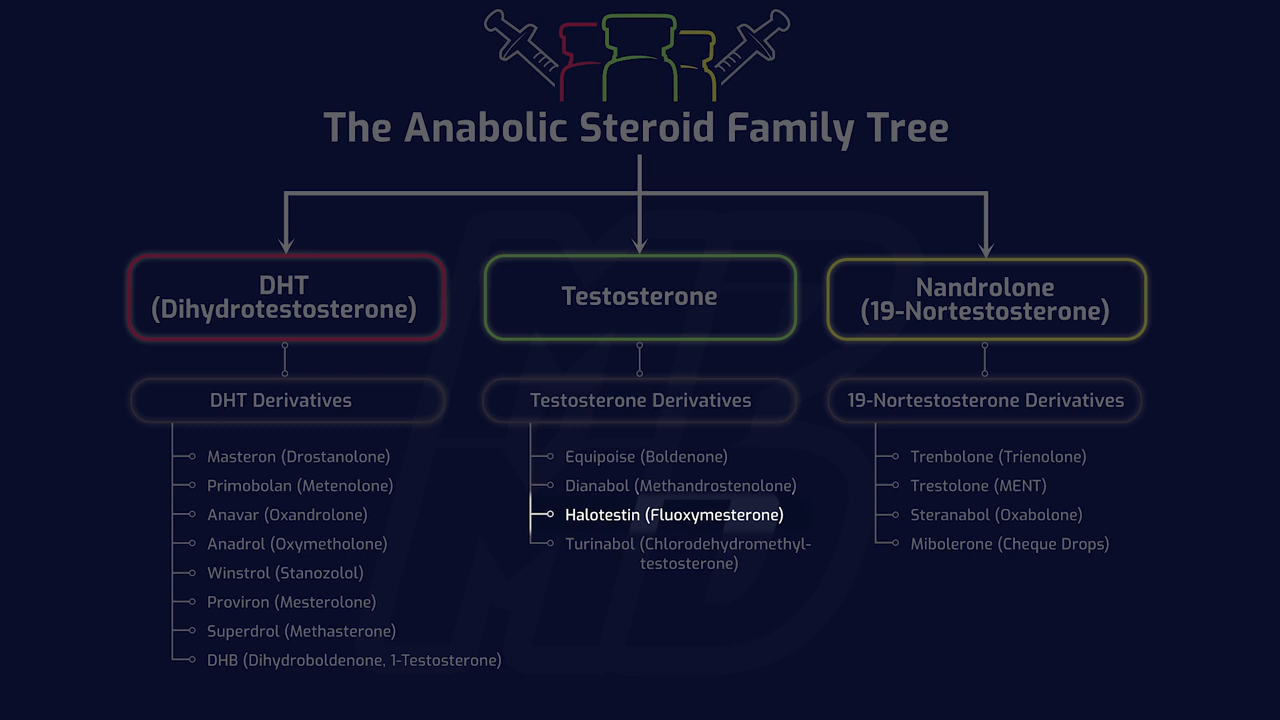 The Anabolic Steroid Family Tree
DHT
(Dihydrotestosterone)
Testosterone
Nandrolone
(19-Nortestosterone)
DHT Derivatives
Testosterone Derivatives
19-Nortestosterone Derivatives
Masteron (Drostanolone)
Primobolan (Metenolone)
Anavar (Oxandrolone)
Anadrol (Oxymetholone)
Winstrol (Stanozolol)
Proviron (Mesterolone)
Superdrol (Methasterone)
DHB (Dihydroboldenone, 1-Testosterone)
Equipoise (Boldenone)
Dianabol (Methandrostenolone)
Halotestin (Fluoxymesterone)
Turinabol (Chlorodehydromethyl-
testosterone)
Trenbolone (Trienolone)
Trestolone (MENT)
Steranabol (Oxabolone)
Mibolerone (Cheque Drops)